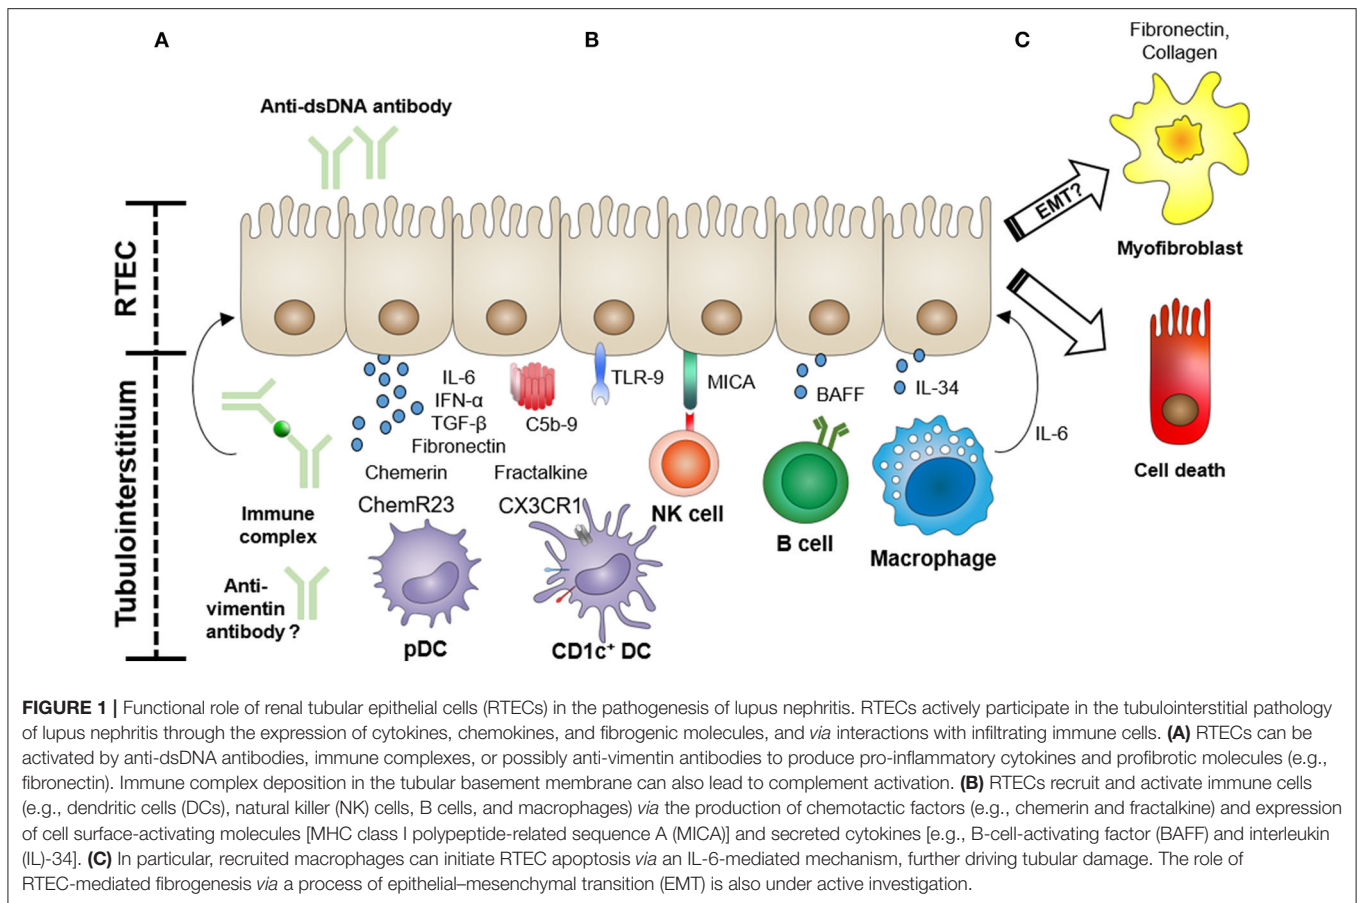 A
B
C
Fibronectin,
Collagen
Anti-dsDNA antibody
EMT?
Myofibroblast
RTEC
Tubulointerstitium
IL-6
IFN-α
TGF-β
Fibronectin
C5b-9
TLR-9
MICA
BAFF
IL-34
IL-6
Cell death
Chemerin
ChemR23
Fractalkine
CX3CR1
NK cell
B cell
Macrophage
Immune
complex
Anti-
vimentin
antibody ?
pDC
CD1c⁺ DC
FIGURE 1 | Functional role of renal tubular epithelial cells (RTECs) in the pathogenesis of lupus nephritis. RTECs actively participate in the tubulointerstitial pathology
of lupus nephritis through the expression of cytokines, chemokines, and fibrogenic molecules, and via interactions with infiltrating immune cells. (A) RTECs can be
activated by anti-dsDNA antibodies, immune complexes, or possibly anti-vimentin antibodies to produce pro-inflammatory cytokines and profibrotic molecules (e.g.,
fibronectin). Immune complex deposition in the tubular basement membrane can also lead to complement activation. (B) RTECs recruit and activate immune cells
(e.g., dendritic cells (DCs), natural killer (NK) cells, B cells, and macrophages) via the production of chemotactic factors (e.g., chemerin and fractalkine) and expression
of cell surface-activating molecules [MHC class I polypeptide-related sequence A (MICA)] and secreted cytokines [e.g., B-cell-activating factor (BAFF) and interleukin
(IL)-34]. (C) In particular, recruited macrophages can initiate RTEC apoptosis via an IL-6-mediated mechanism, further driving tubular damage. The role of
RTEC-mediated fibrogenesis via a process of epithelial–mesenchymal transition (EMT) is also under active investigation.